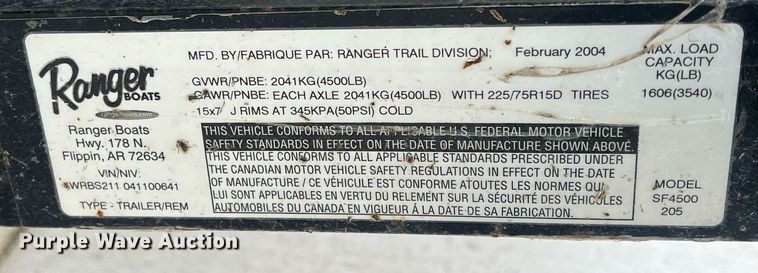 Ranger
BOATS
rangerboats.com
Ranger Boats
Hwy. 178 N.
Flippin, AR 72634
VIN/NIV
4WRBS211 041100641
TYPE - TRAILER/REM
MFD. BY/FABRIQUE PAR: RANGER TRAIL DIVISION; February 2004
GVWR/PNBE: 2041KG(4500LB)
GAWR/PNBE: EACH AXLE 2041KG(4500LB) WITH 225/75R15D TIRES
15x7 J RIMS AT 345KPA(50PSI) COLD
MAX. LOAD
CAPACITY
KG(LB)
1606(3540)
THIS VEHICLE CONFORMS TO ALL APPLICABLE U.S. FEDERAL MOTOR VEHICLE
SAFETY STANDARDS IN EFFECT ON THE DATE OF MANUFACTURE SHOWN ABOVE.
THIS VEHICLE CONFORMS TO ALL APPLICABLE STANDARDS PRESCRIBED UNDER
THE CANADIAN MOTOR VEHICLE SAFETY REGULATIONS IN EFFECT ON THE DATE OF
MANUFACTURE / CE VÉHICULE EST CONFORME ATOUTES LES NORMES QUI
LUI SONT APPLICABLES EN VERTU DU RELEMENT SUR LA SÉCURITÉ DES VÉHICULES
AUTOMOBILES DU CANADA EN VIGUEUR Á LA DATE DE SA FABRICATION.
MODEL
SF4500
205
Purple Wave Auction